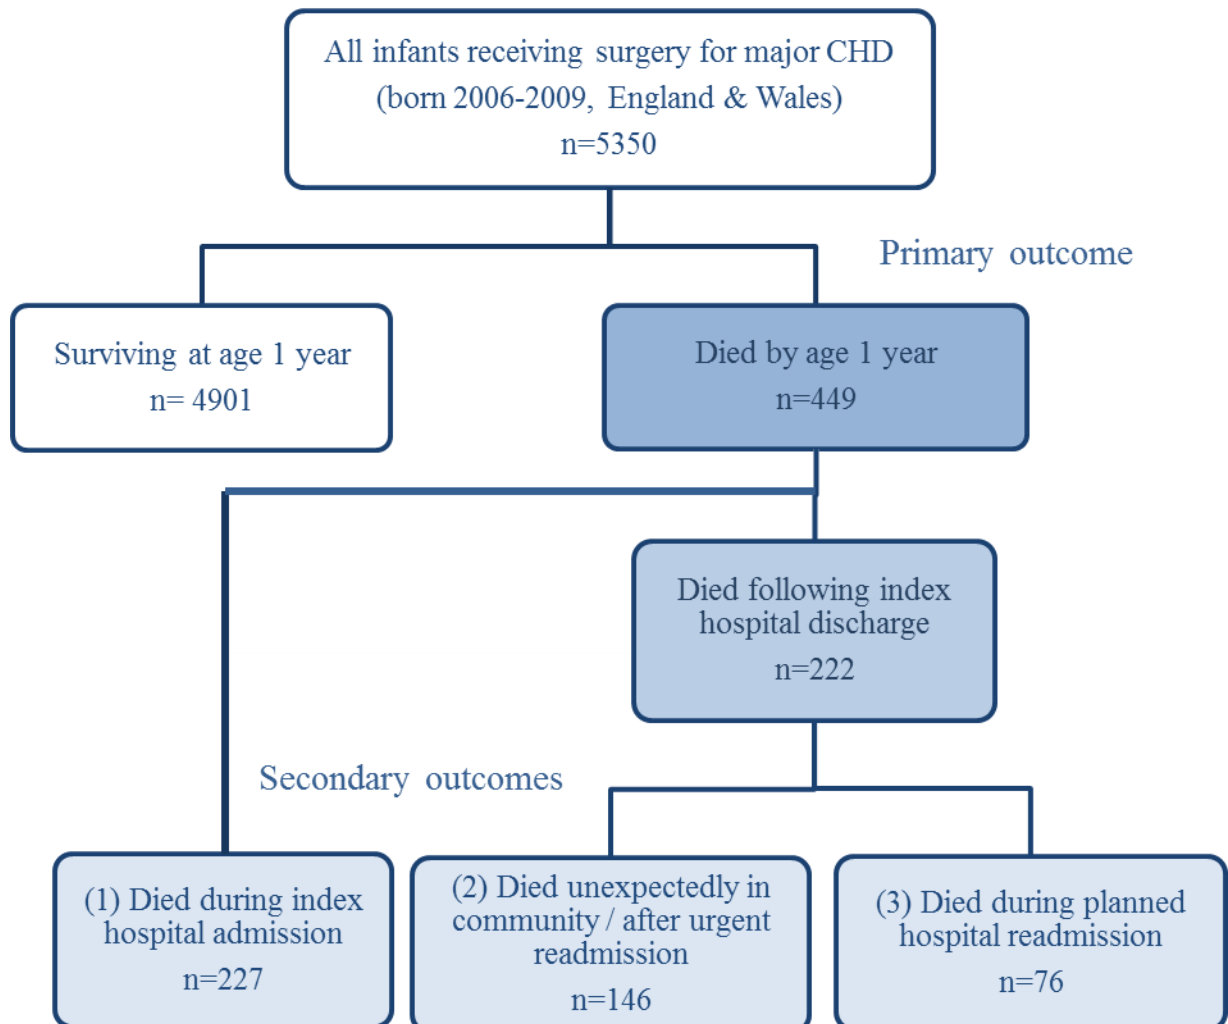 All infants receiving surgery for major CHD
(born 2006-2009, England & Wales)
n=5350
Primary outcome
Surviving at age 1 year
n= 4901
Died by age 1 year
n=449
Died following index
hospital discharge
n=222
Secondary outcomes
(1) Died during index
hospital admission
n=227
(2) Died unexpectedly in
community / after urgent
readmission
n=146
(3) Died during planned
hospital readmission
n=76